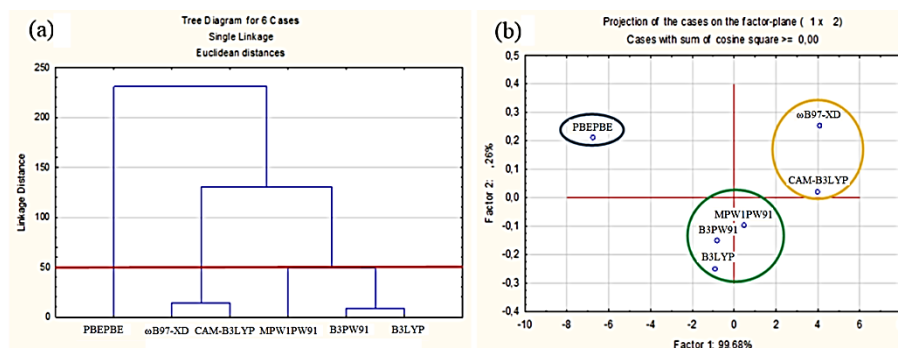 (a)
Tree Diagram for 6 Cases
Single Linkage
Euclidean distances
Linkage Distance
250
200
150
100
50
0
PBEPBE ωB97-XD CAM-B3LYP MPW1PW91 B3PW91 B3LYP
(b)
Projection of the cases on the factor-plane ( 1 x 2)
Cases with sum of cosine square >= 0,00
Factor 2: ,26%
0,5
0,4
0,3
0,2
0,1
0,0
-0,1
-0,2
-0,3
0,4
PBEPBE
ωB97-XD
CAM-B3LYP
MPW1PW91
B3PW91
B3LYP
-10 -8 -6 -4 -2 0 2 4 6 8
Factor 1: 99,68%